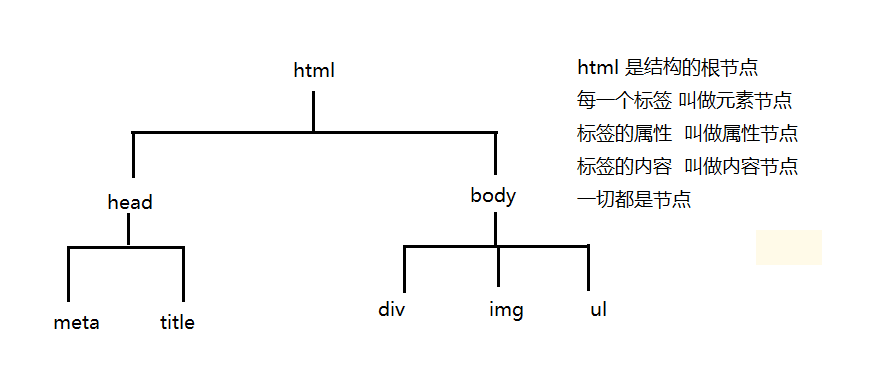 html
html 是结构的根节点
每一个标签 叫做元素节点
标签的属性 叫做属性节点
标签的内容 叫做内容节点
一切都是节点
head
body
meta
title
div
img
ul